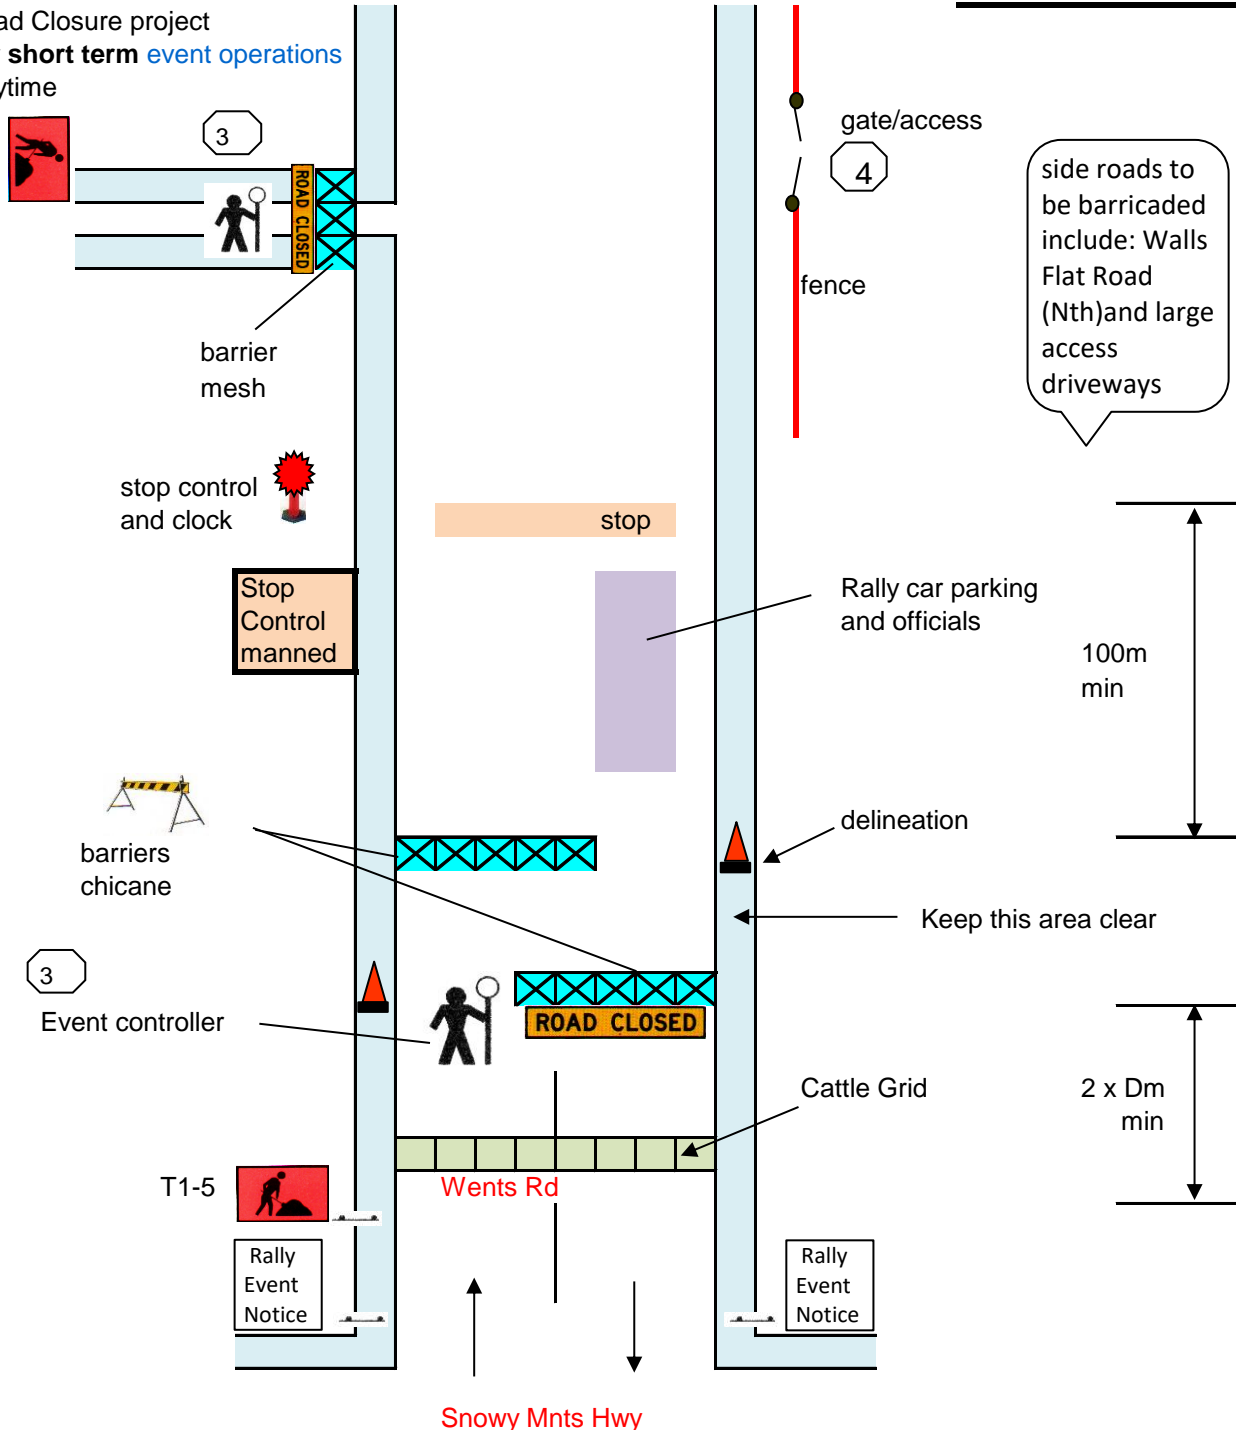 ad Closure project
short term event operations
ytime
3
gate/access
4
side roads to
be barricaded
include: Walls
Flat Road
(Nth)and large
access
driveways
ROAD CLOSED
fence
barrier
mesh
stop control
and clock
stop
Stop
Control
manned
Rally car parking
and officials
100m
min
delineation
barriers
chicane
Keep this area clear
3
Event controller
ROAD CLOSED
Cattle Grid
2 x Dm
min
T1-5
Wents Rd
Rally
Event
Notice
Rally
Event
Notice
Snowy Mnts Hwy